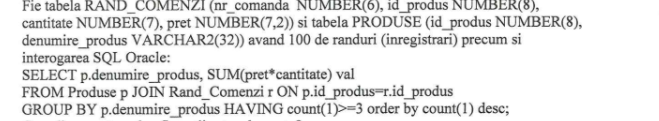 Fie tabela RAND_COMENZI (nr_comanda NUMBER(6), id_produs NUMBER(8),
cantitate NUMBER(7), pret NUMBER(7,2)) si tabela PRODUSE (id_produs NUMBER(8),
denumire_produs VARCHAR2(32)) avand 100 de randuri (inregistrari) precum si
interogarea SQL Oracle:
SELECT p.denumire_produs, SUM(pret*cantitate) val
FROM Produse p JOIN Rand_Comenzi r ON p.id_produs=r.id_produs
GROUP BY p.denumire_produs HAVING count(1)>=3 order by count(1) desc;